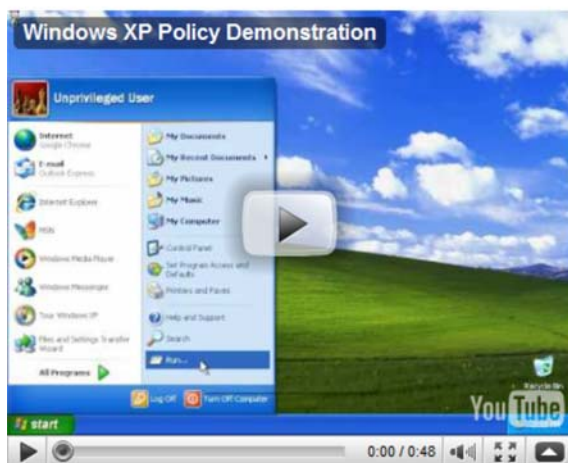 Windows XP Policy Demonstration
Unprivileged User
Internet
Google Chrome
E-mail
Outlook Express
Internet Explorer
MSN
Windows Media Player
Windows Messenger
Tour Windows XP
Files and Settings Transfer
Wizard
All Programs
My Documents
My Recent Documents
My Pictures
My Music
My Computer
Control Panel
Set Program Access and
Defaults
Printers and Faxes
Help and Support
Search
Run...
Log Off
Turn Off Computer
Recycle Bin
start
YouTube
0:00 / 0:48